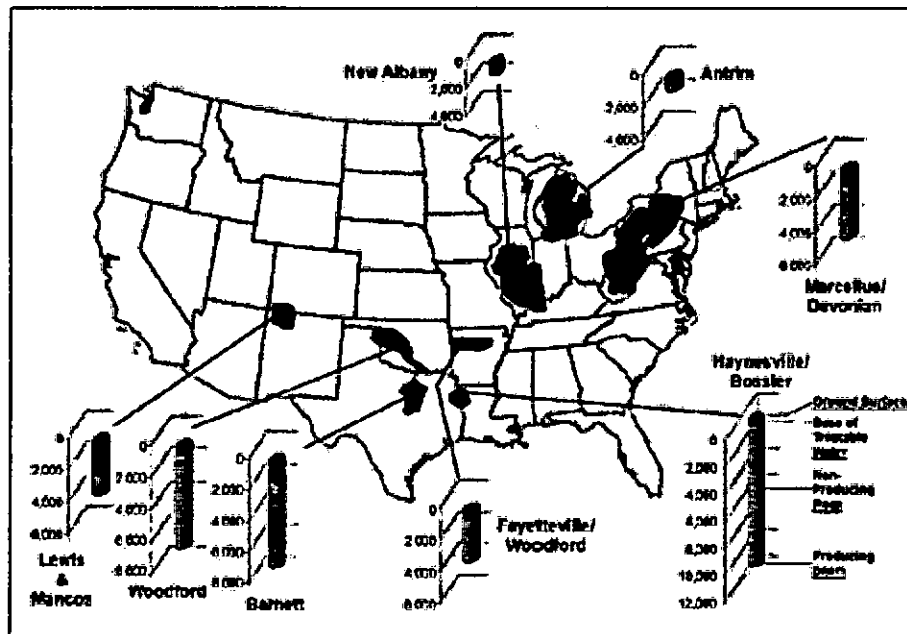 New Albany
0
2,000
4,000
Antrim
0
2,000
4,000
0
2,000
4,000
6,000
Marcellus/
Devonian
Haynesville/
Bossier
Ground Surface
Base of
Treatable
Water
Non-
Producing
Producing
0
2,000
4,000
6,000
8,000
10,000
12,000
0
2,000
4,000
6,000
Lewis
&
Mancos
0
2,000
4,000
6,000
8,000
Woodford
0
2,000
4,000
6,000
8,000
Barnett
0
2,000
4,000
6,000
Fayetteville/
Woodford